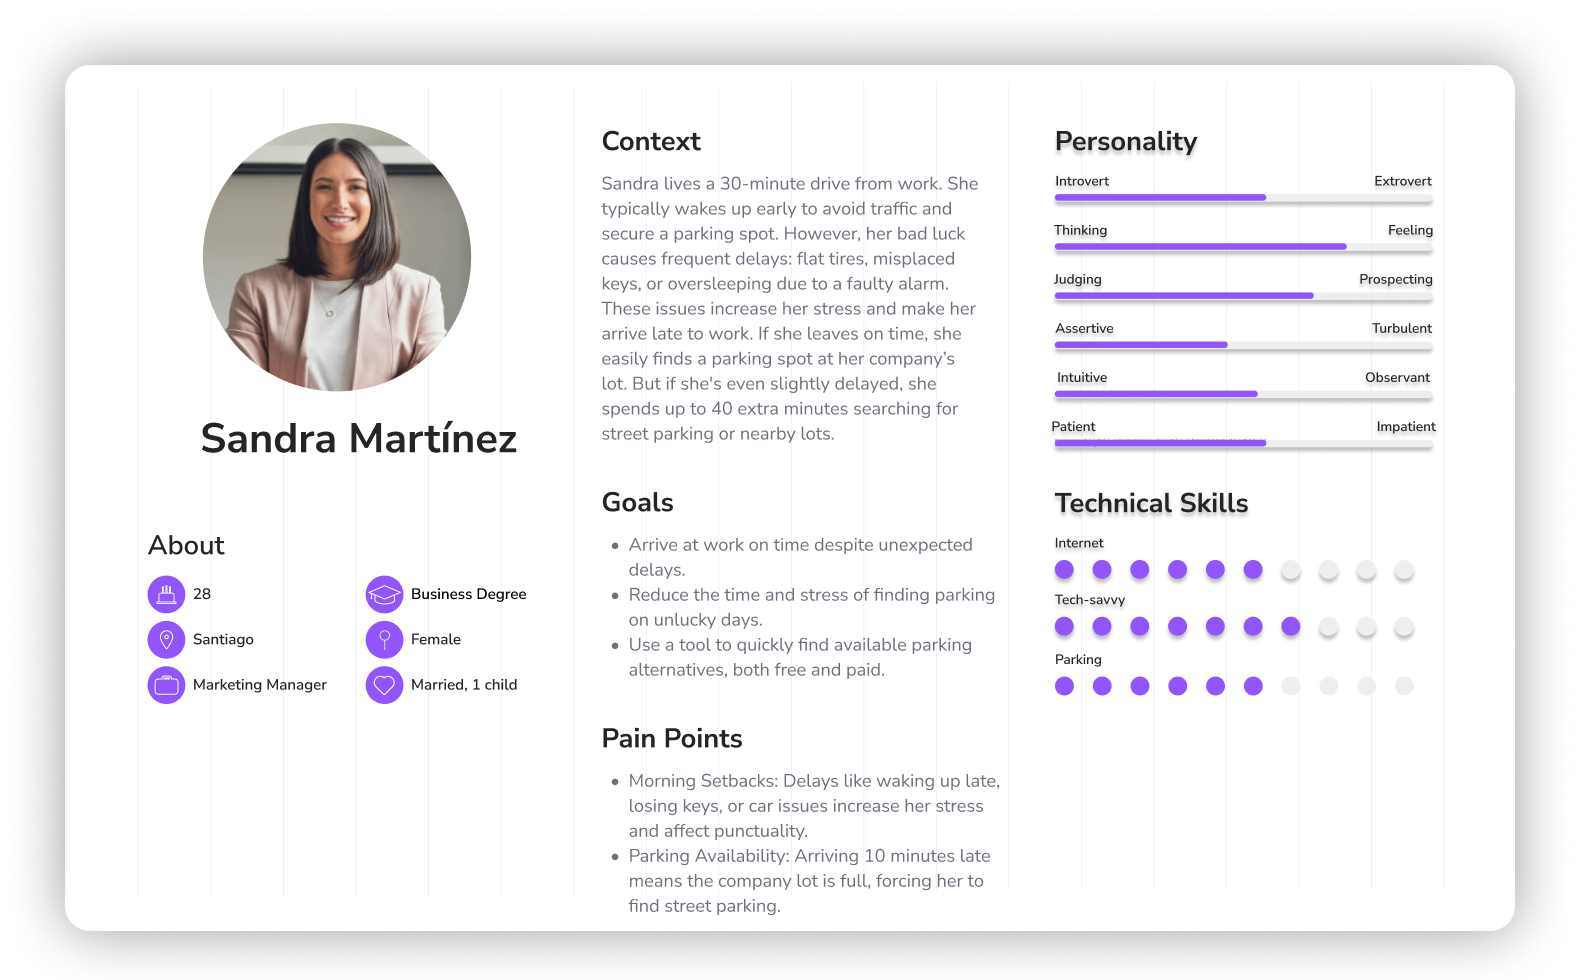 Sandra Martínez
About
28
Business Degree
Santiago
Female
Marketing Manager
Married, 1 child
Context
Sandra lives a 30-minute drive from work. She
typically wakes up early to avoid traffic and
secure a parking spot. However, her bad luck
causes frequent delays: flat tires, misplaced
keys, or oversleeping due to a faulty alarm.
These issues increase her stress and make her
arrive late to work. If she leaves on time, she
easily finds a parking spot at her company’s
lot. But if she's even slightly delayed, she
spends up to 40 extra minutes searching for
street parking or nearby lots.
Goals
• Arrive at work on time despite unexpected
delays.
• Reduce the time and stress of finding parking
on unlucky days.
• Use a tool to quickly find available parking
alternatives, both free and paid.
Pain Points
• Morning Setbacks: Delays like waking up late,
losing keys, or car issues increase her stress
and affect punctuality.
• Parking Availability: Arriving 10 minutes late
means the company lot is full, forcing her to
find street parking.
Personality
Introvert Extrovert
Thinking Feeling
Judging Prospecting
Assertive Turbulent
Intuitive Observant
Patient Impatient
Technical Skills
Internet
Tech-savvy
Parking